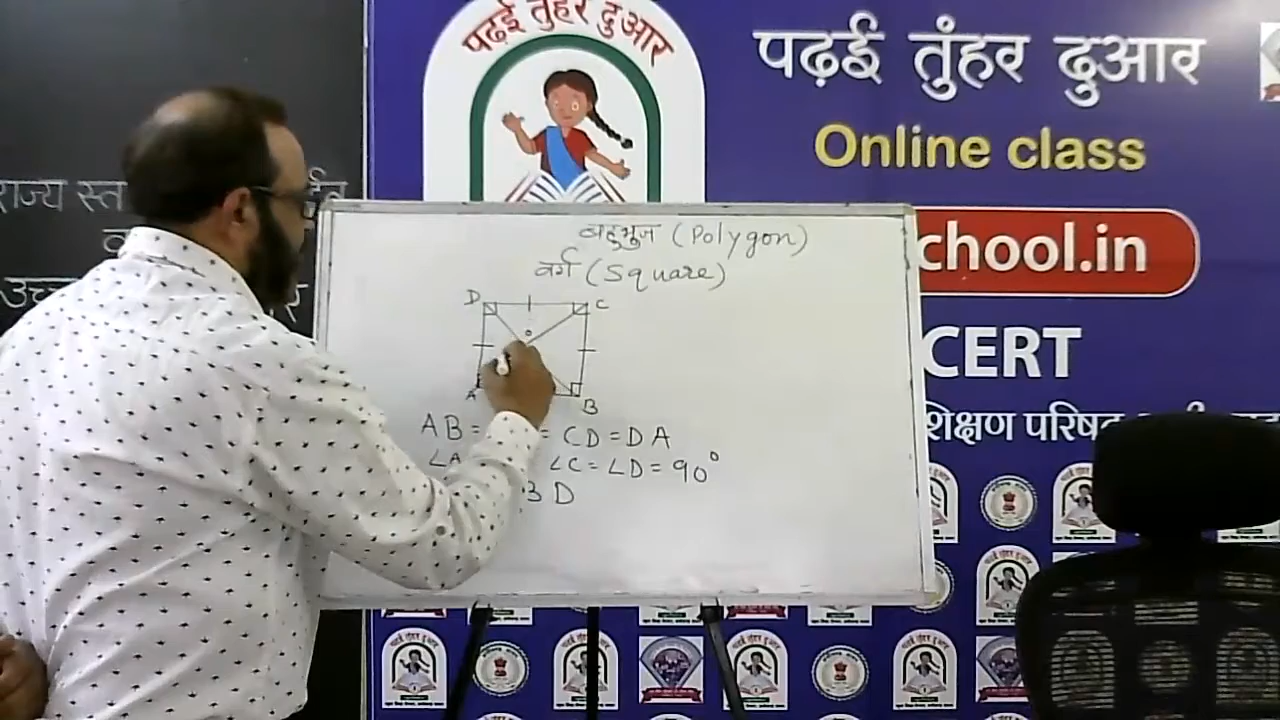 पढ़ई तुंहर दुआर
पढ़ई तुंहर दुआर
Online class
chool.in
CERT
शिक्षण परिषद
राज्य
बहुभुज (Polygon)
वर्ग (Square)
D C
o
A B
AB = = CD = DA
∠A ∠C = ∠D = 90°
BD